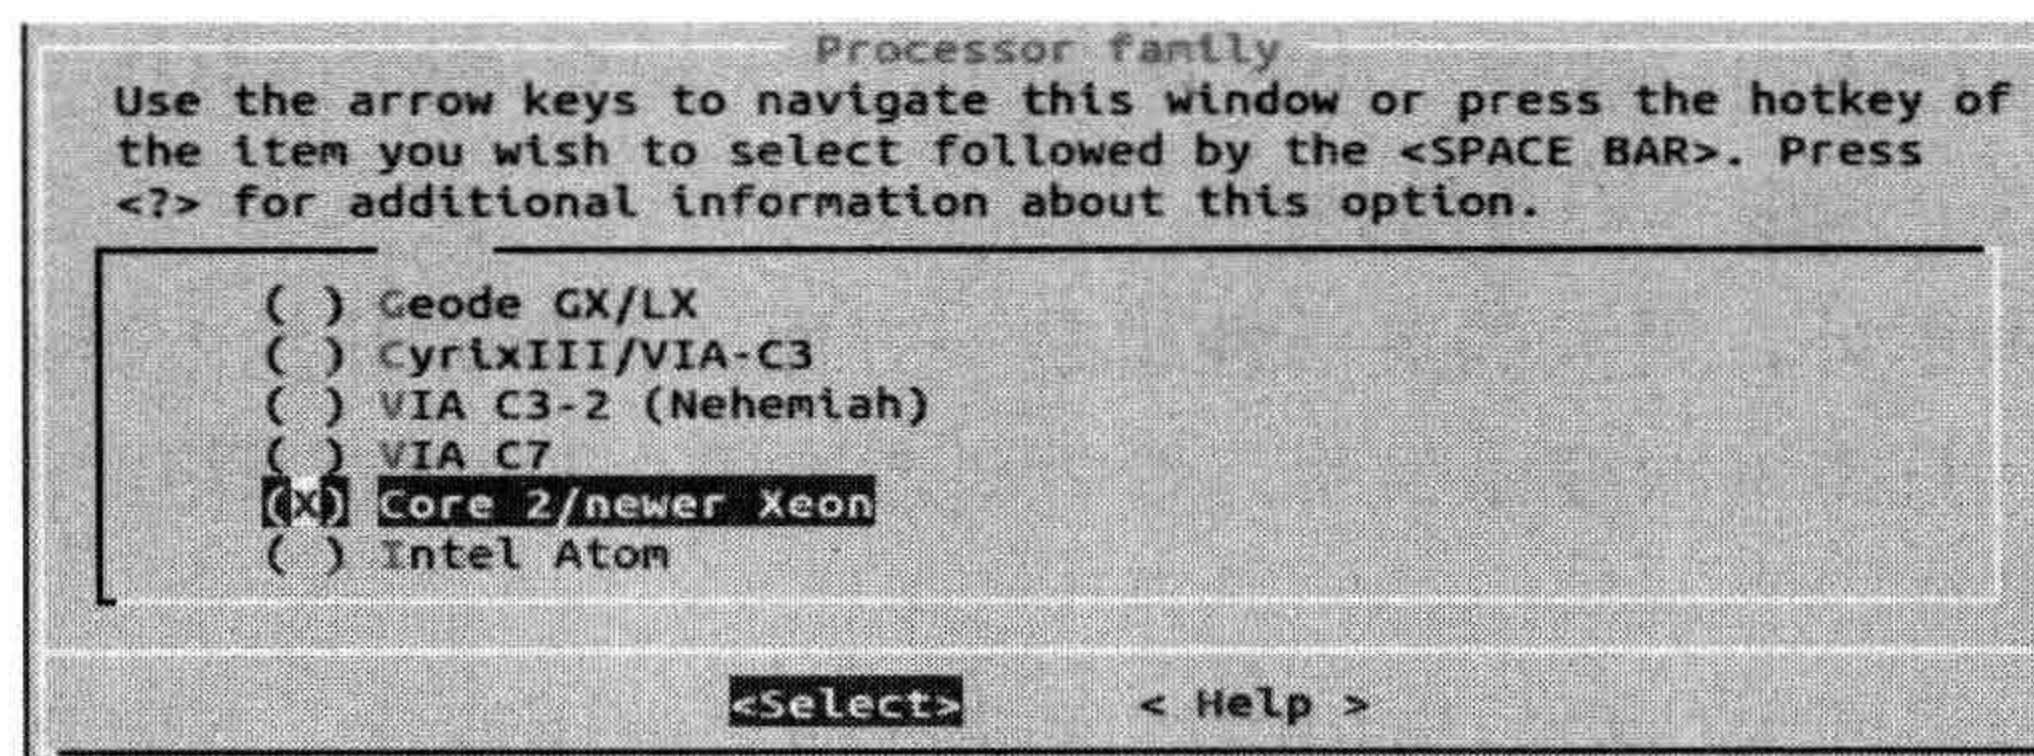 Processor family
Use the arrow keys to navigate this window or press the hotkey of
the item you wish to select followed by the <SPACE BAR>. Press
<?> for additional information about this option.
( ) Geode GX/LX
( ) CyrixIII/VIA-C3
( ) VIA C3-2 (Nehemiah)
( ) VIA C7
(X) Core 2/newer Xeon
( ) Intel Atom
<Select> < Help >